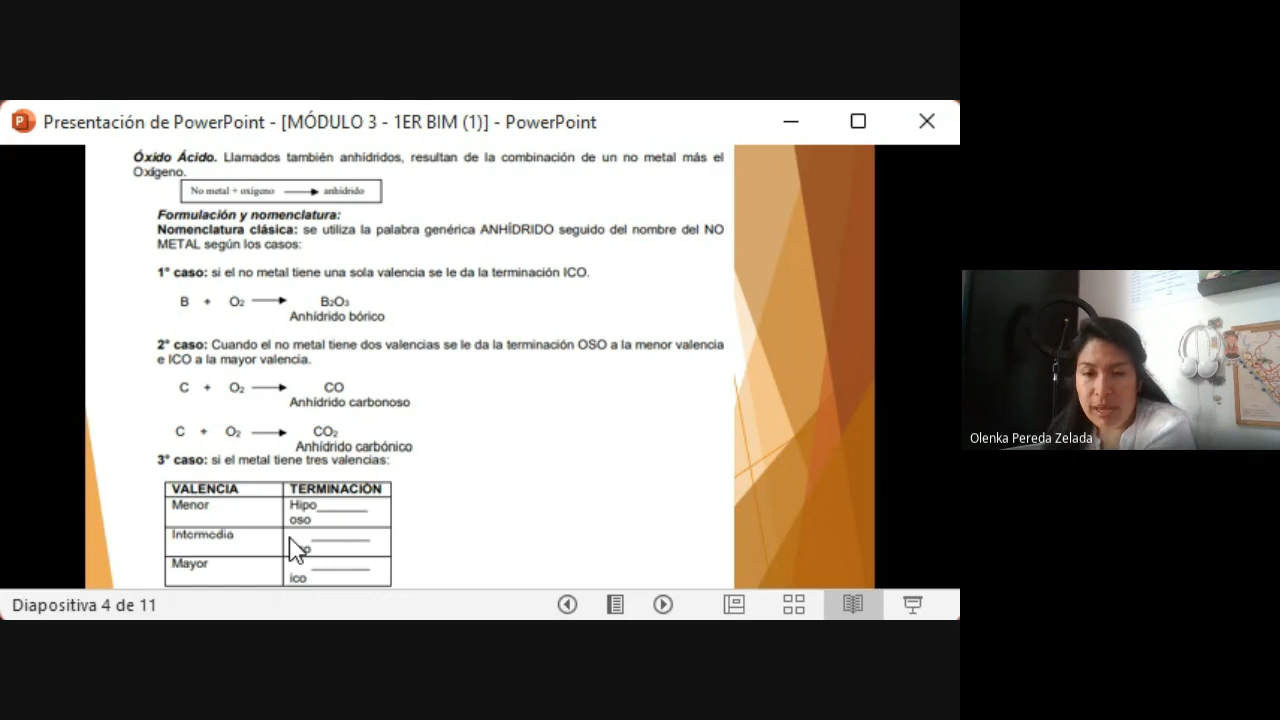 Presentación de PowerPoint - [MÓDULO 3 - 1ER BIM (1)] - PowerPoint
Óxido Ácido. Llamados también anhídridos, resultan de la combinación de un no metal más el
Oxígeno.
No metal + oxígeno → anhídrido
Formulación y nomenclatura:
Nomenclatura clásica: se utiliza la palabra genérica ANHÍDRIDO seguido del nombre del NO
METAL según los casos:
1° caso: si el no metal tiene una sola valencia se le da la terminación ICO.
B + O₂ → B₂O₃
Anhídrido bórico
2° caso: Cuando el no metal tiene dos valencias se le da la terminación OSO a la menor valencia
e ICO a la mayor valencia.
C + O₂ → CO
Anhídrido carbonoso
C + O₂ → CO₂
Anhídrido carbónico
3° caso: si el metal tiene tres valencias:
VALENCIA TERMINACIÓN
Menor Hipo_______
oso
Intermedia ________
Mayor ________
ico
Diapositiva 4 de 11
Olenka Pereda Zelada